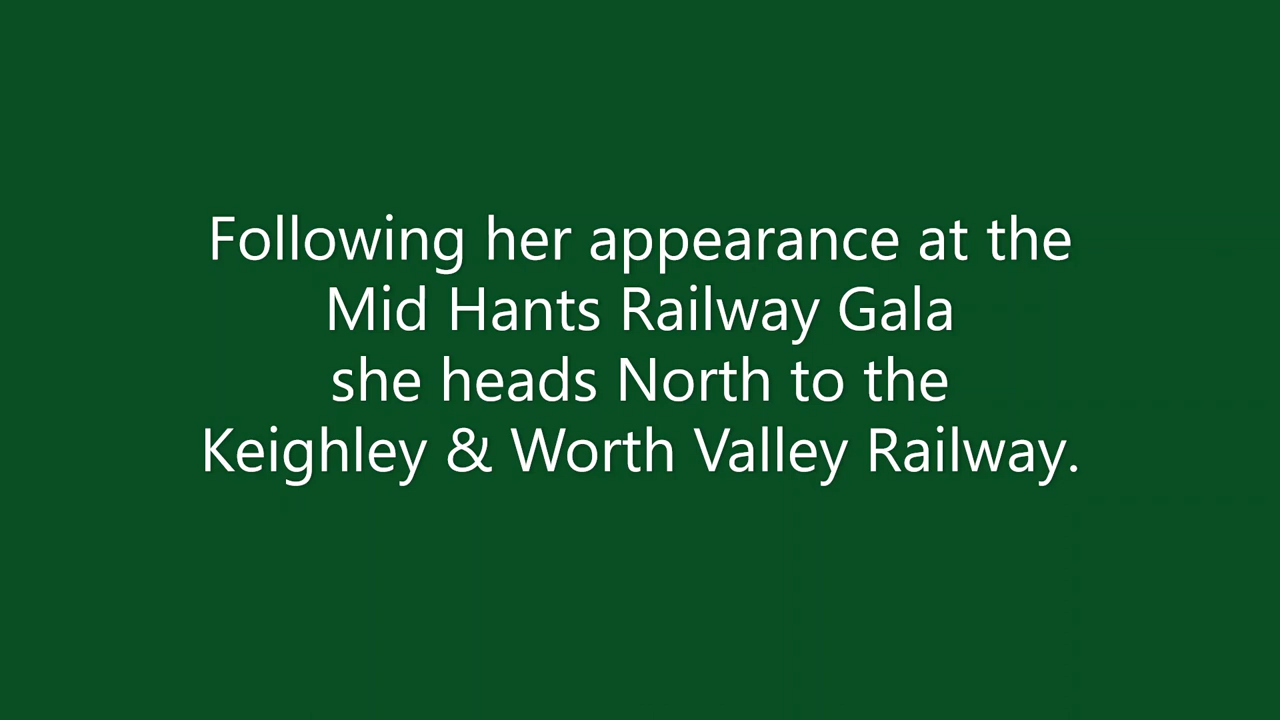 Following her appearance at the
Mid Hants Railway Gala
she heads North to the
Keighley & Worth Valley Railway.